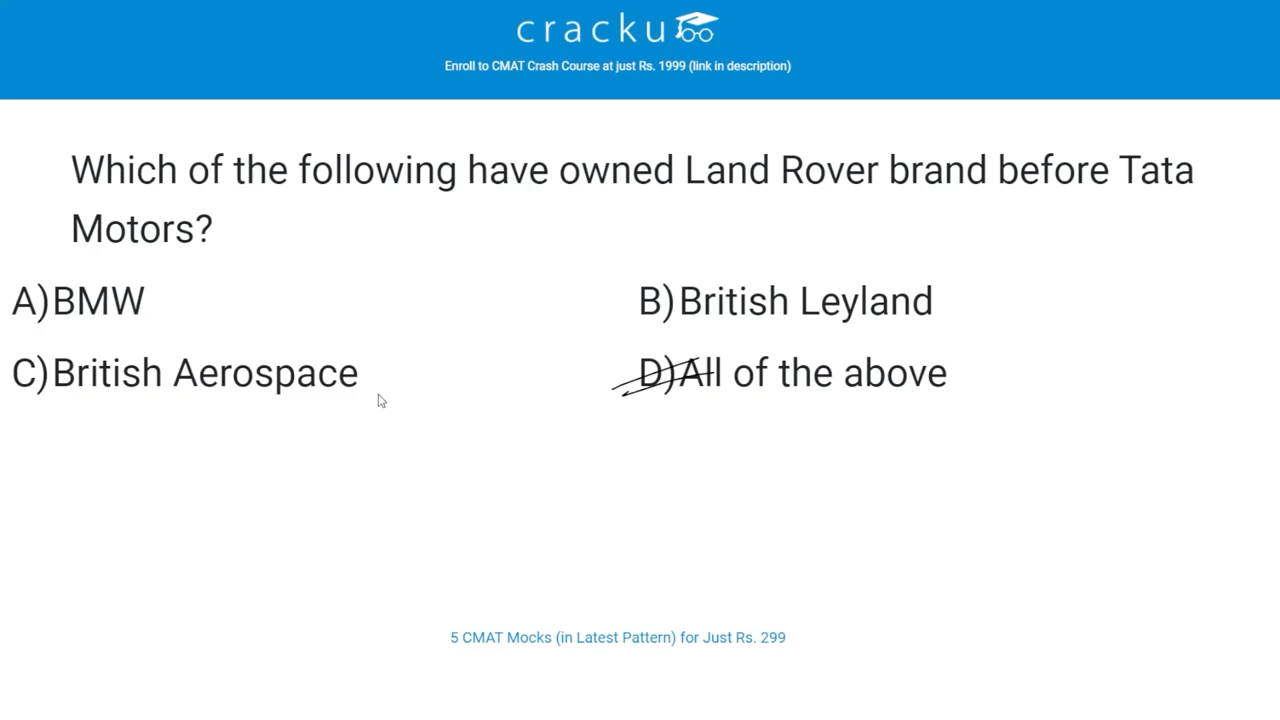 cracku
Enroll to CMAT Crash Course at just Rs. 1999 (link in description)
Which of the following have owned Land Rover brand before Tata
Motors?
A)BMW
B)British Leyland
C)British Aerospace
D)All of the above
5 CMAT Mocks (in Latest Pattern) for Just Rs. 299